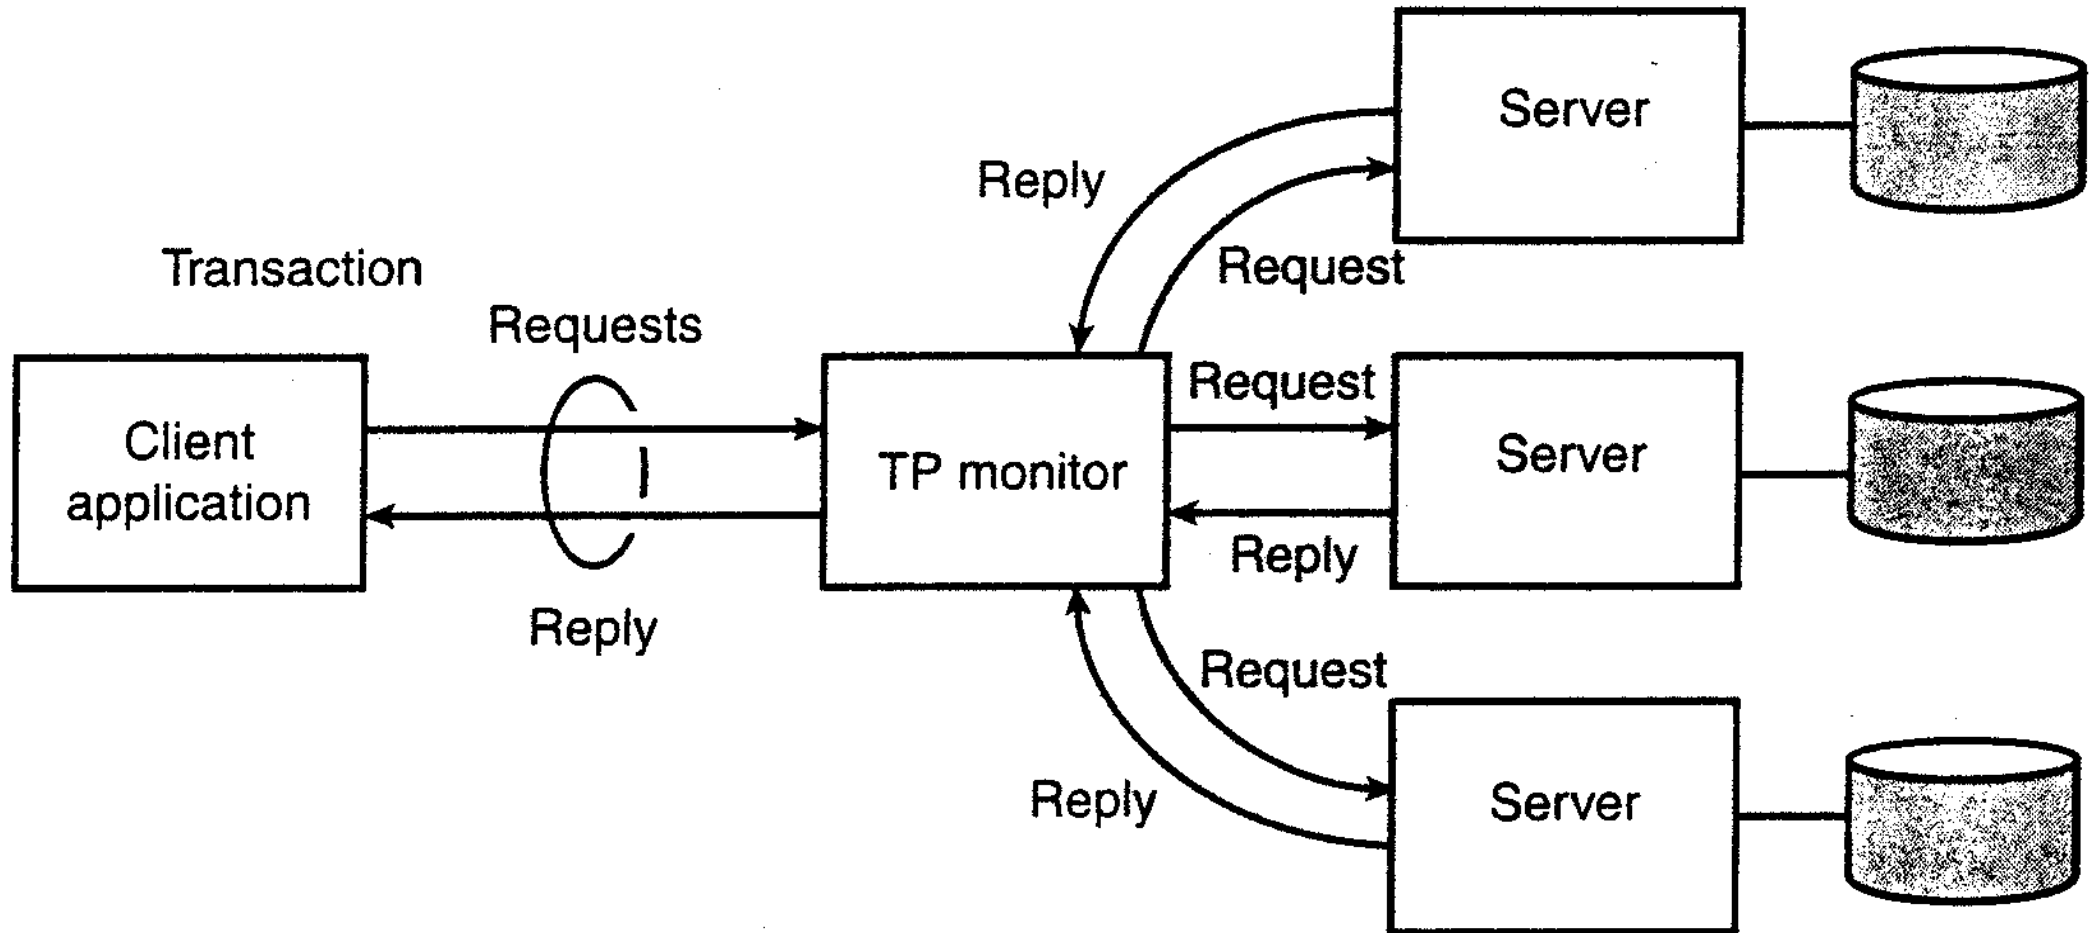 Transaction
Requests
Client
application
Reply
TP monitor
Reply
Request
Request
Reply
Request
Reply
Server
Server
Server